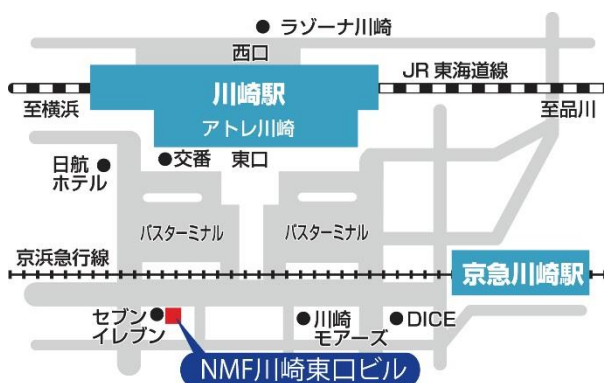 ラゾーナ川崎
西口
JR 東海道線
川崎駅
至横浜
至品川
アトレ川崎
交番
東口
日航
ホテル
バスターミナル
バスターミナル
京浜急行線
京急川崎駅
セブン
イレブン
川崎
モアーズ
DICE
NMF川崎東口ビル